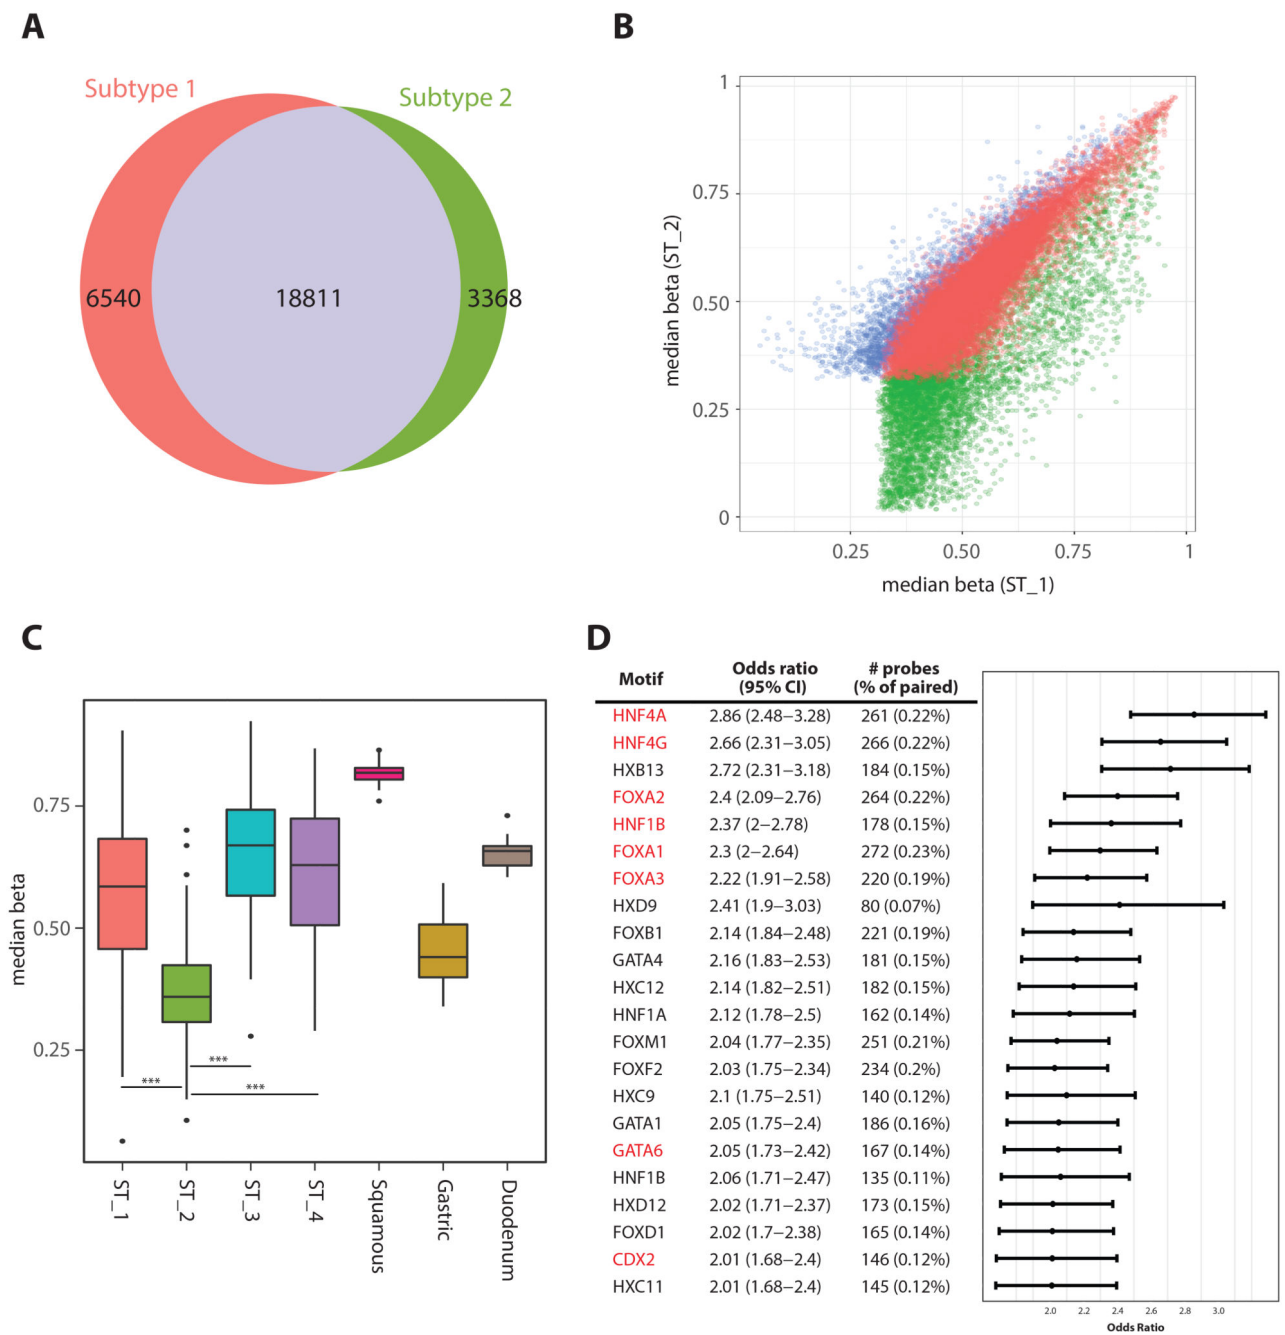 A
Subtype 1
Subtype 2
6540
18811
3368
B
1
0.75
0.50
0.25
0
median beta (ST_2)
0.25 0.50 0.75 1
median beta (ST_1)
C
0.75
0.50
0.25
median beta
***
***
***
ST_1
ST_2
ST_3
ST_4
Squamous
Gastric
Duodenum
D
Motif Odds ratio (95% CI) # probes (% of paired)
HNF4A 2.86 (2.48−3.28) 261 (0.22%)
HNF4G 2.66 (2.31−3.05) 266 (0.22%)
HXB13 2.72 (2.31−3.18) 184 (0.15%)
FOXA2 2.4 (2.09−2.76) 264 (0.22%)
HNF1B 2.37 (2−2.78) 178 (0.15%)
FOXA1 2.3 (2−2.64) 272 (0.23%)
FOXA3 2.22 (1.91−2.58) 220 (0.19%)
HXD9 2.41 (1.9−3.03) 80 (0.07%)
FOXB1 2.14 (1.84−2.48) 221 (0.19%)
GATA4 2.16 (1.83−2.53) 181 (0.15%)
HXC12 2.14 (1.82−2.51) 182 (0.15%)
HNF1A 2.12 (1.78−2.5) 162 (0.14%)
FOXM1 2.04 (1.77−2.35) 251 (0.21%)
FOXF2 2.03 (1.75−2.34) 234 (0.2%)
HXC9 2.1 (1.75−2.51) 140 (0.12%)
GATA1 2.05 (1.75−2.4) 186 (0.16%)
GATA6 2.05 (1.73−2.42) 167 (0.14%)
HNF1B 2.06 (1.71−2.47) 135 (0.11%)
HXD12 2.02 (1.71−2.37) 173 (0.15%)
FOXD1 2.02 (1.7−2.38) 165 (0.14%)
CDX2 2.01 (1.68−2.4) 146 (0.12%)
HXC11 2.01 (1.68−2.4) 145 (0.12%)
2.0 2.2 2.4 2.6 2.8 3.0
Odds Ratio